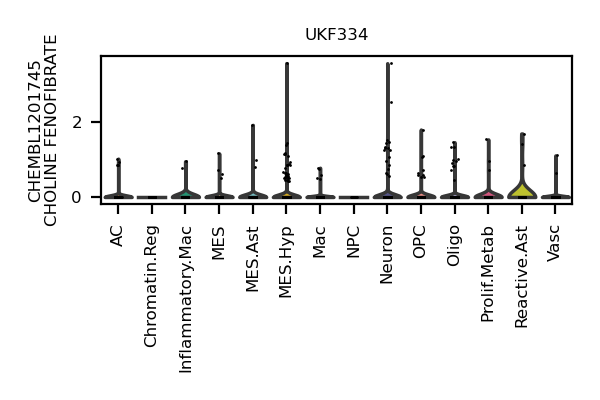 UKF334
CHEMBL1201745
CHOLINE FENOFIBRATE
2
0
AC
Chromatin.Reg
Inflammatory.Mac
MES
MES.Ast
MES.Hyp
Mac
NPC
Neuron
OPC
Oligo
Prolif.Metab
Reactive.Ast
Vasc